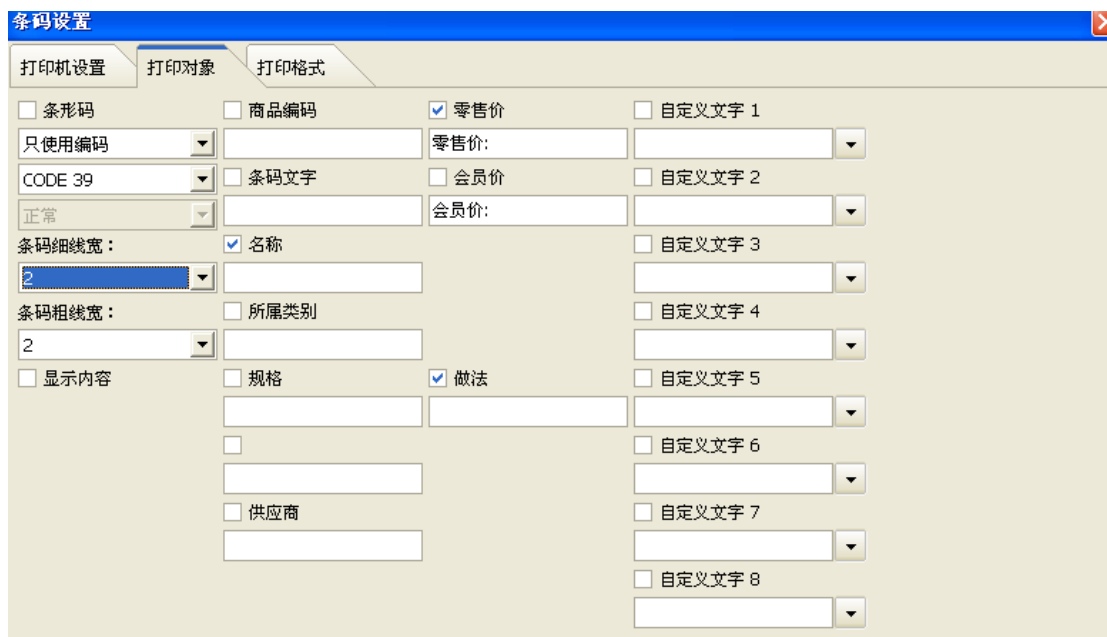 条码设置
打印机设置 打印对象 打印格式
条形码 商品编码 零售价 自定义文字 1
只使用编码 零售价:
CODE 39 条码文字 会员价 自定义文字 2
正常 会员价:
条码细线宽： 名称 自定义文字 3
2
条码粗线宽： 所属类别 自定义文字 4
2
显示内容 规格 做法 自定义文字 5
自定义文字 6
供应商 自定义文字 7
自定义文字 8